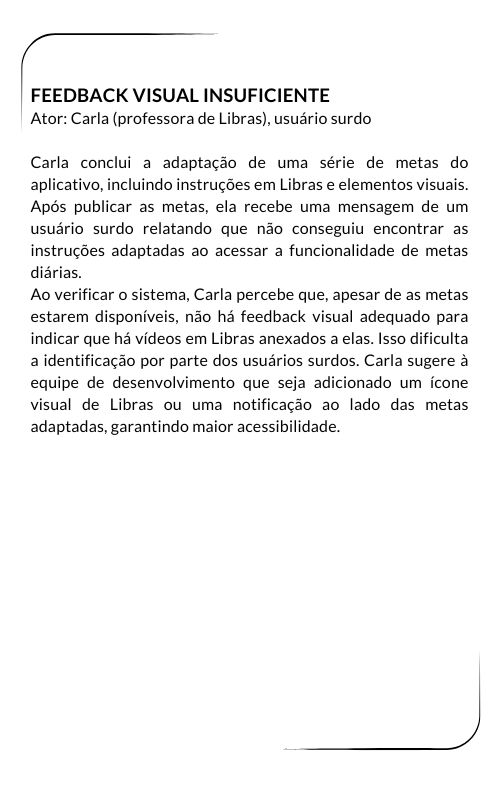 FEEDBACK VISUAL INSUFICIENTE
Ator: Carla (professora de Libras), usuário surdo
Carla conclui a adaptação de uma série de metas do
aplicativo, incluindo instruções em Libras e elementos visuais.
Após publicar as metas, ela recebe uma mensagem de um
usuário surdo relatando que não conseguiu encontrar as
instruções adaptadas ao acessar a funcionalidade de metas
diárias.
Ao verificar o sistema, Carla percebe que, apesar de as metas
estarem disponíveis, não há feedback visual adequado para
indicar que há vídeos em Libras anexados a elas. Isso dificulta
a identificação por parte dos usuários surdos. Carla sugere à
equipe de desenvolvimento que seja adicionado um ícone
visual de Libras ou uma notificação ao lado das metas
adaptadas, garantindo maior acessibilidade.